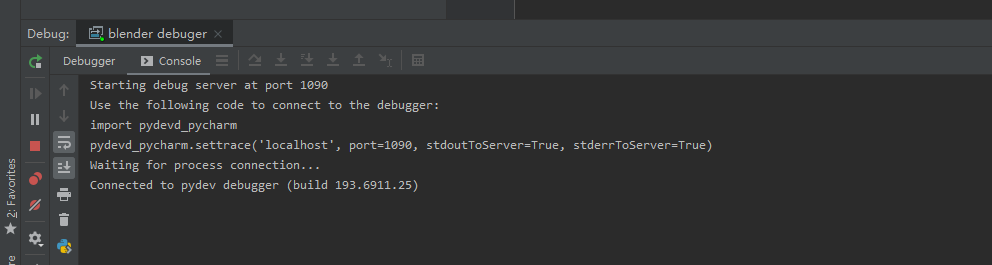 Debug: blender debuger
Debugger Console
Starting debug server at port 1090
Use the following code to connect to the debugger:
import pydevd_pycharm
pydevd_pycharm.settrace('localhost', port=1090, stdoutToServer=True, stderrToServer=True)
Waiting for process connection...
Connected to pydev debugger (build 193.6911.25)
2: Favorites